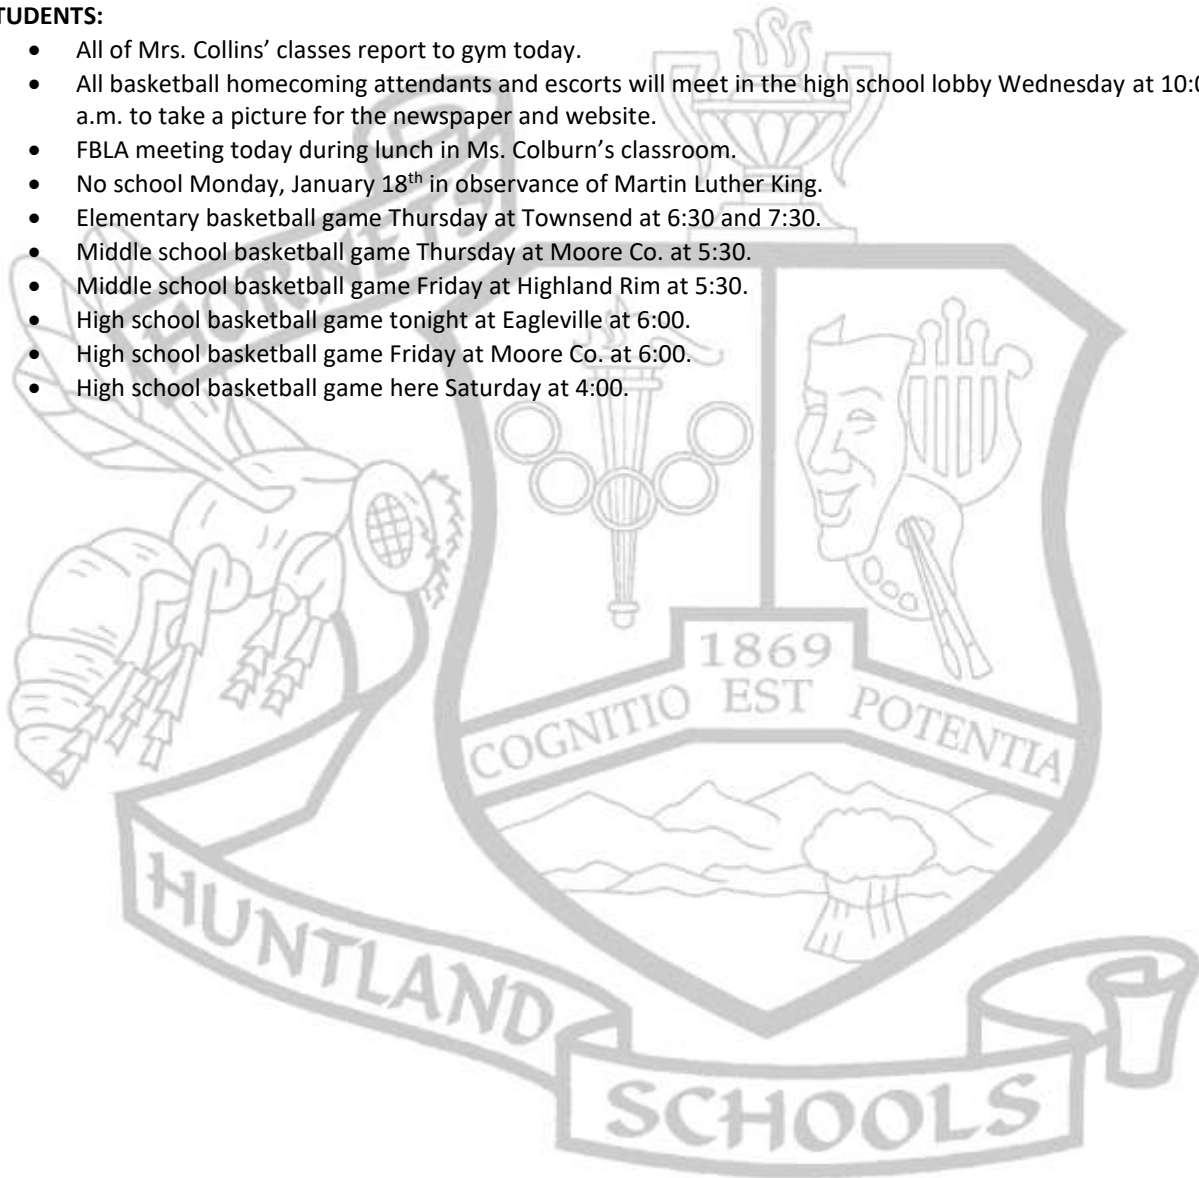 TUDENTS:
• All of Mrs. Collins’ classes report to gym today.
• All basketball homecoming attendants and escorts will meet in the high school lobby Wednesday at 10:0
a.m. to take a picture for the newspaper and website.
• FBLA meeting today during lunch in Ms. Colburn’s classroom.
• No school Monday, January 18th in observance of Martin Luther King.
• Elementary basketball game Thursday at Townsend at 6:30 and 7:30.
• Middle school basketball game Thursday at Moore Co. at 5:30.
• Middle school basketball game Friday at Highland Rim at 5:30.
• High school basketball game tonight at Eagleville at 6:00.
• High school basketball game Friday at Moore Co. at 6:00.
• High school basketball game here Saturday at 4:00.
HORNETS
1869
COGNITIO EST POTENTIA
HUNTLAND
SCHOOLS